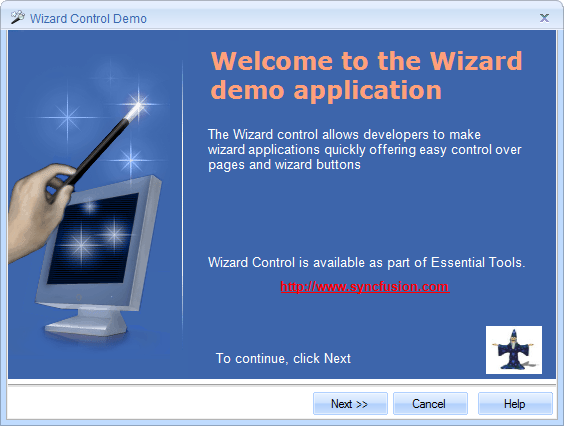 Wizard Control Demo
Welcome to the Wizard
demo application
The Wizard control allows developers to make
wizard applications quickly offering easy control over
pages and wizard buttons
Wizard Control is available as part of Essential Tools.
http://www.syncfusion.com
To continue, click Next
Next >>
Cancel
Help